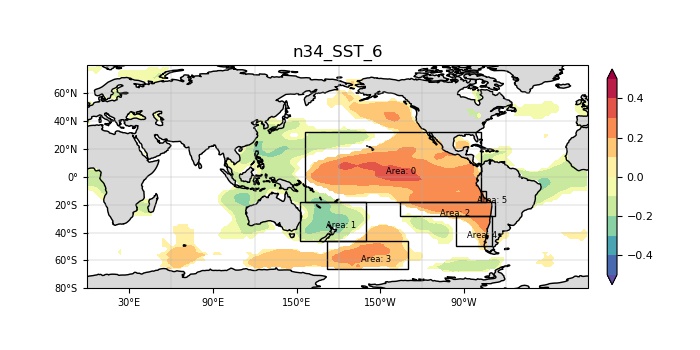 n34_SST_6
60°N
40°N
20°N
0°
20°S
40°S
60°S
80°S
30°E
90°E
150°E
150°W
90°W
Area: 0
Area: 5
Area: 2
Area: 1
Area: 4
Area: 3
0.4
0.2
0.0
−0.2
−0.4